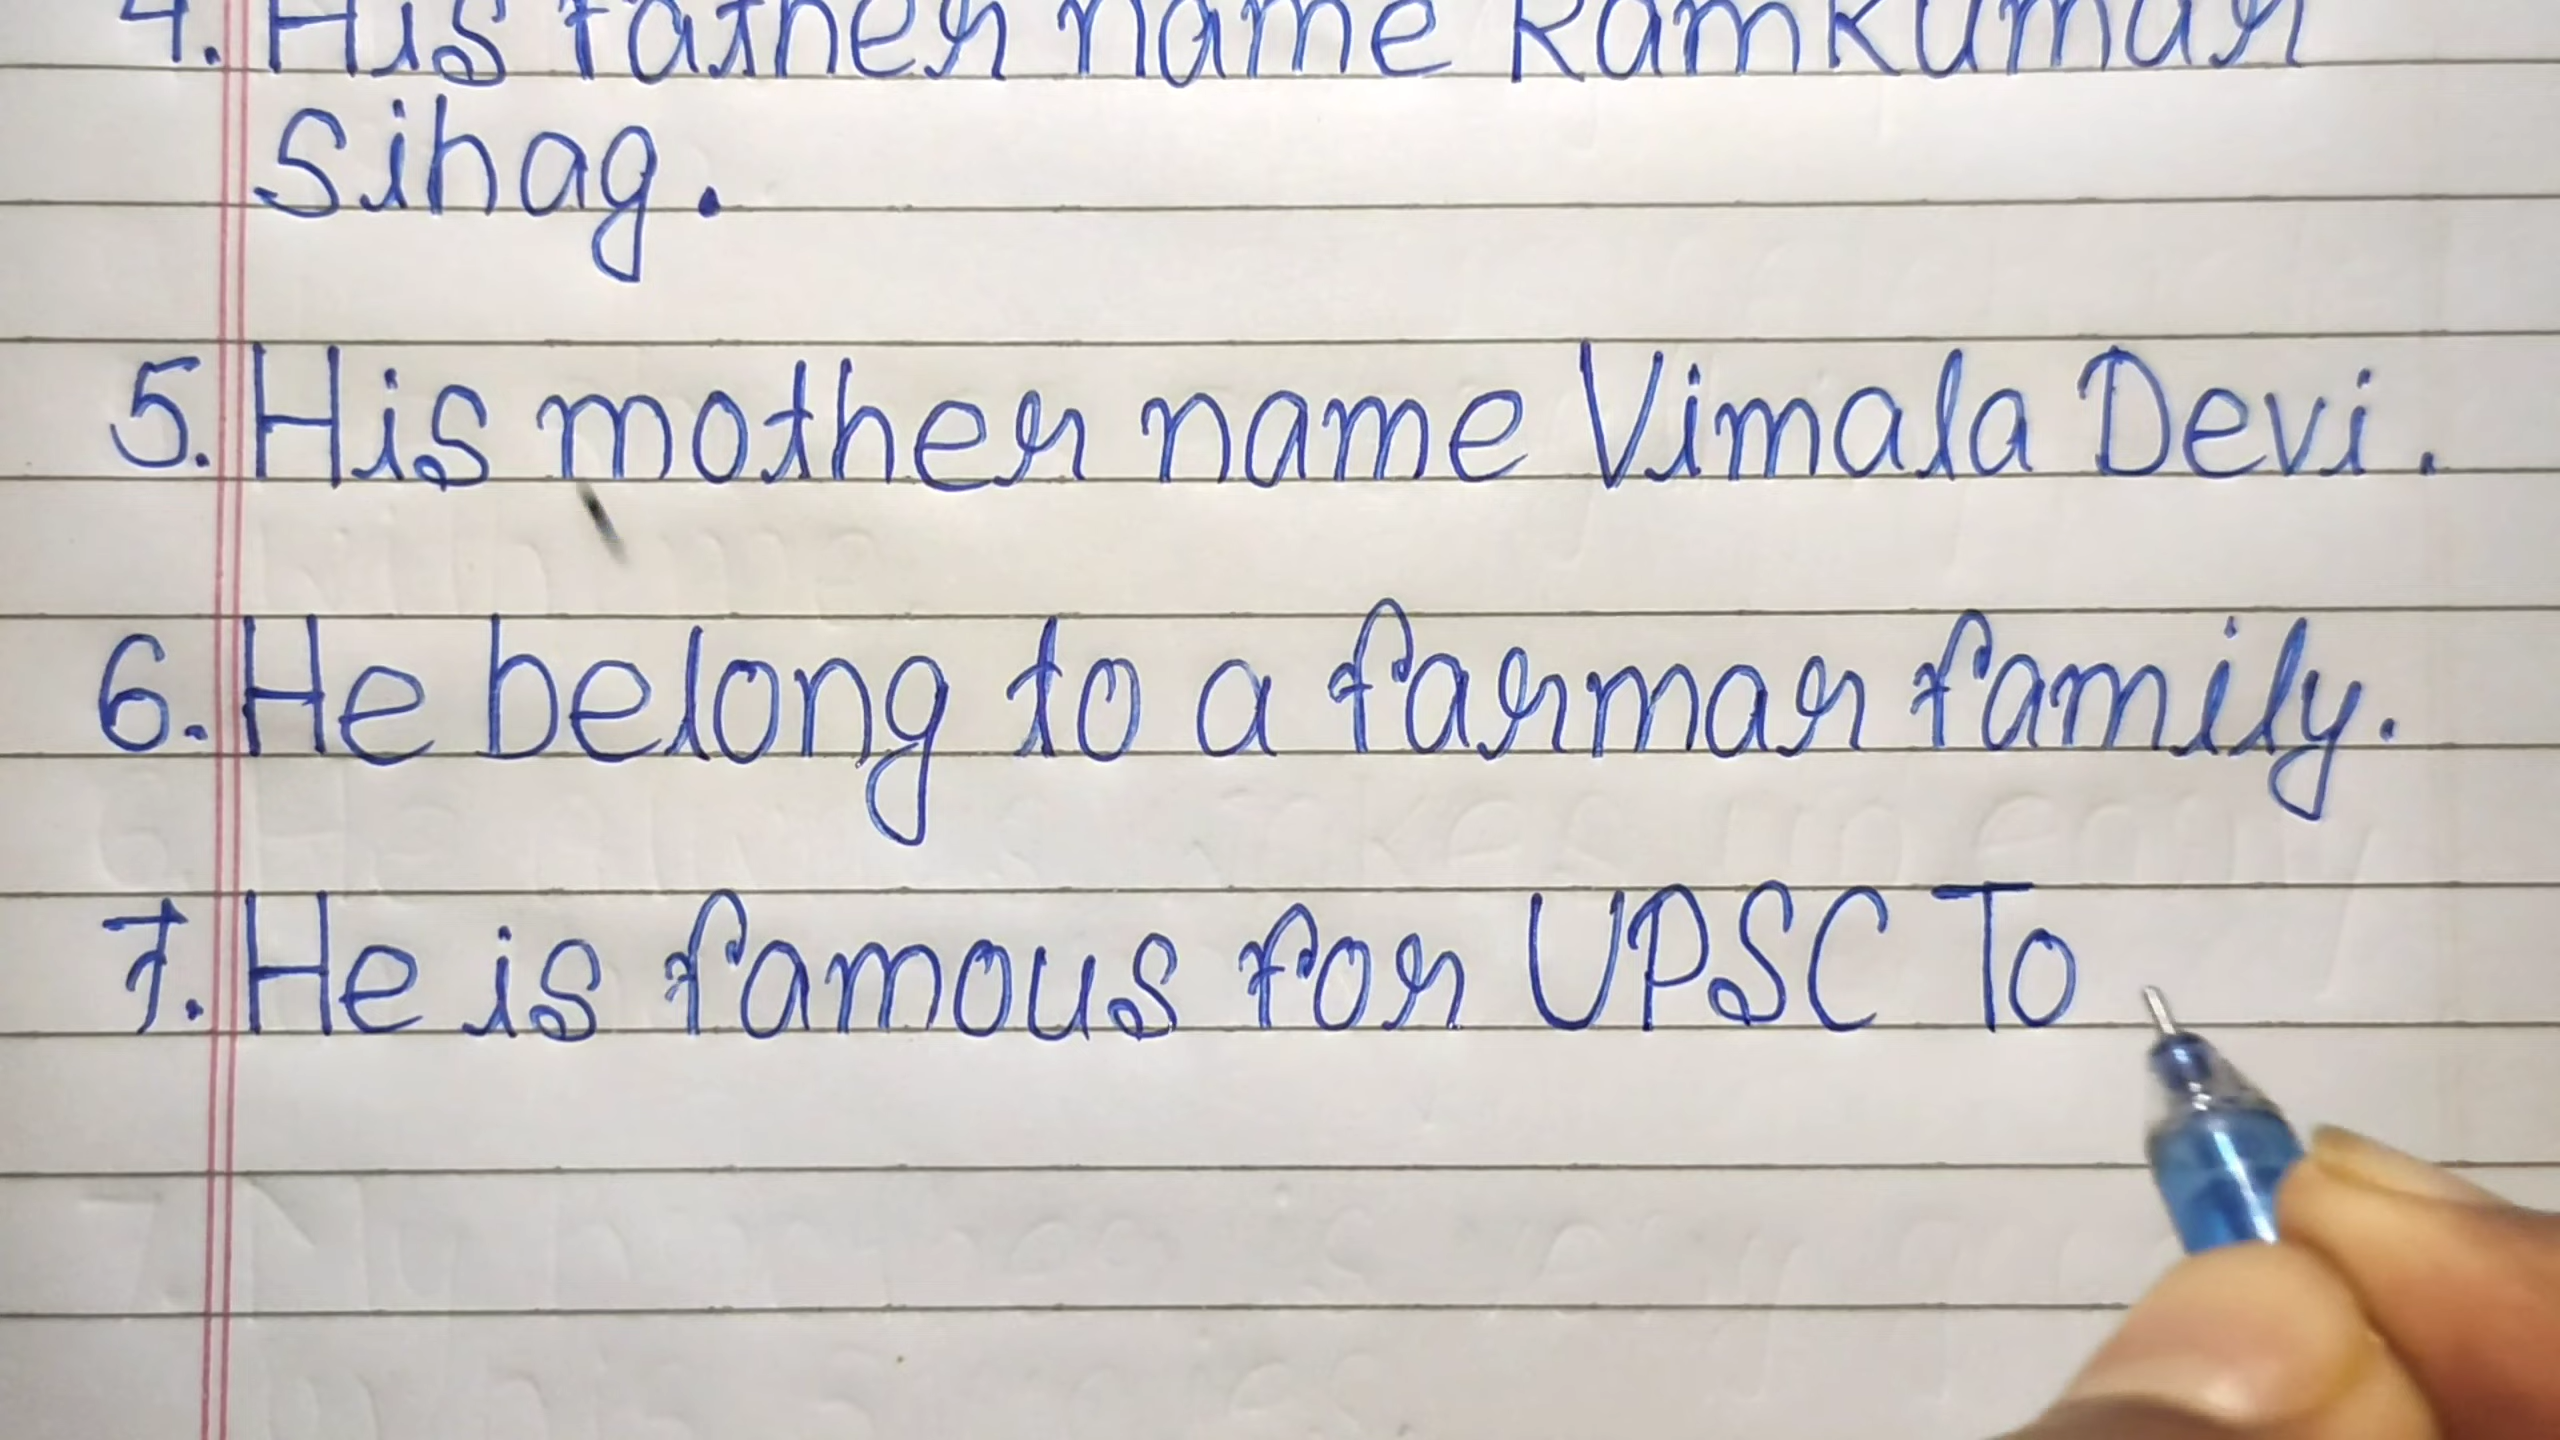 4. His father name Ramkumar
Sihag.
5. His mother name Vimala Devi.
6. He belong to a farmar family.
7. He is famous for UPSC To